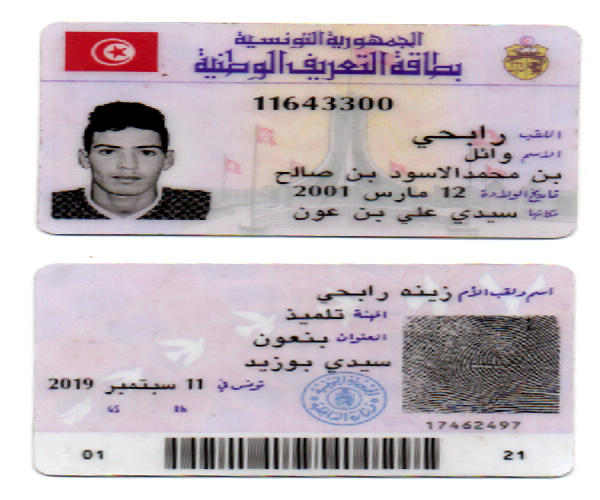 الجمهورية التونسية
بطاقة التعريف الوطنية
11643300
اللقب رابحي
الاسم وائل
بن محمدالاسود بن صالح
تاريخ الولادة 12 مارس 2001
مكانها سيدي علي بن عون
اسم ولقب الأم زينه رابحي
المهنة تلميذ
العنوان بنعون
سيدي بوزيد
تونس في 11 سبتمبر 2019
17462497
01
21